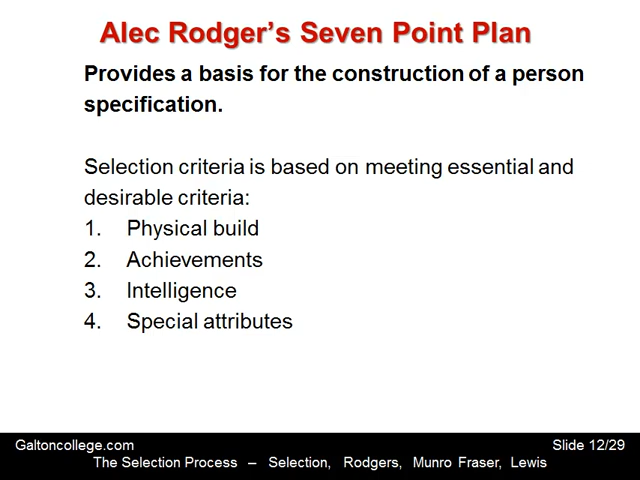 Alec Rodger's Seven Point Plan
Provides a basis for the construction of a person
specification.
Selection criteria is based on meeting essential and
desirable criteria:
1. Physical build
2. Achievements
3. Intelligence
4. Special attributes
Galtoncollege.com Slide 12/29
The Selection Process – Selection, Rodgers, Munro Fraser, Lewis